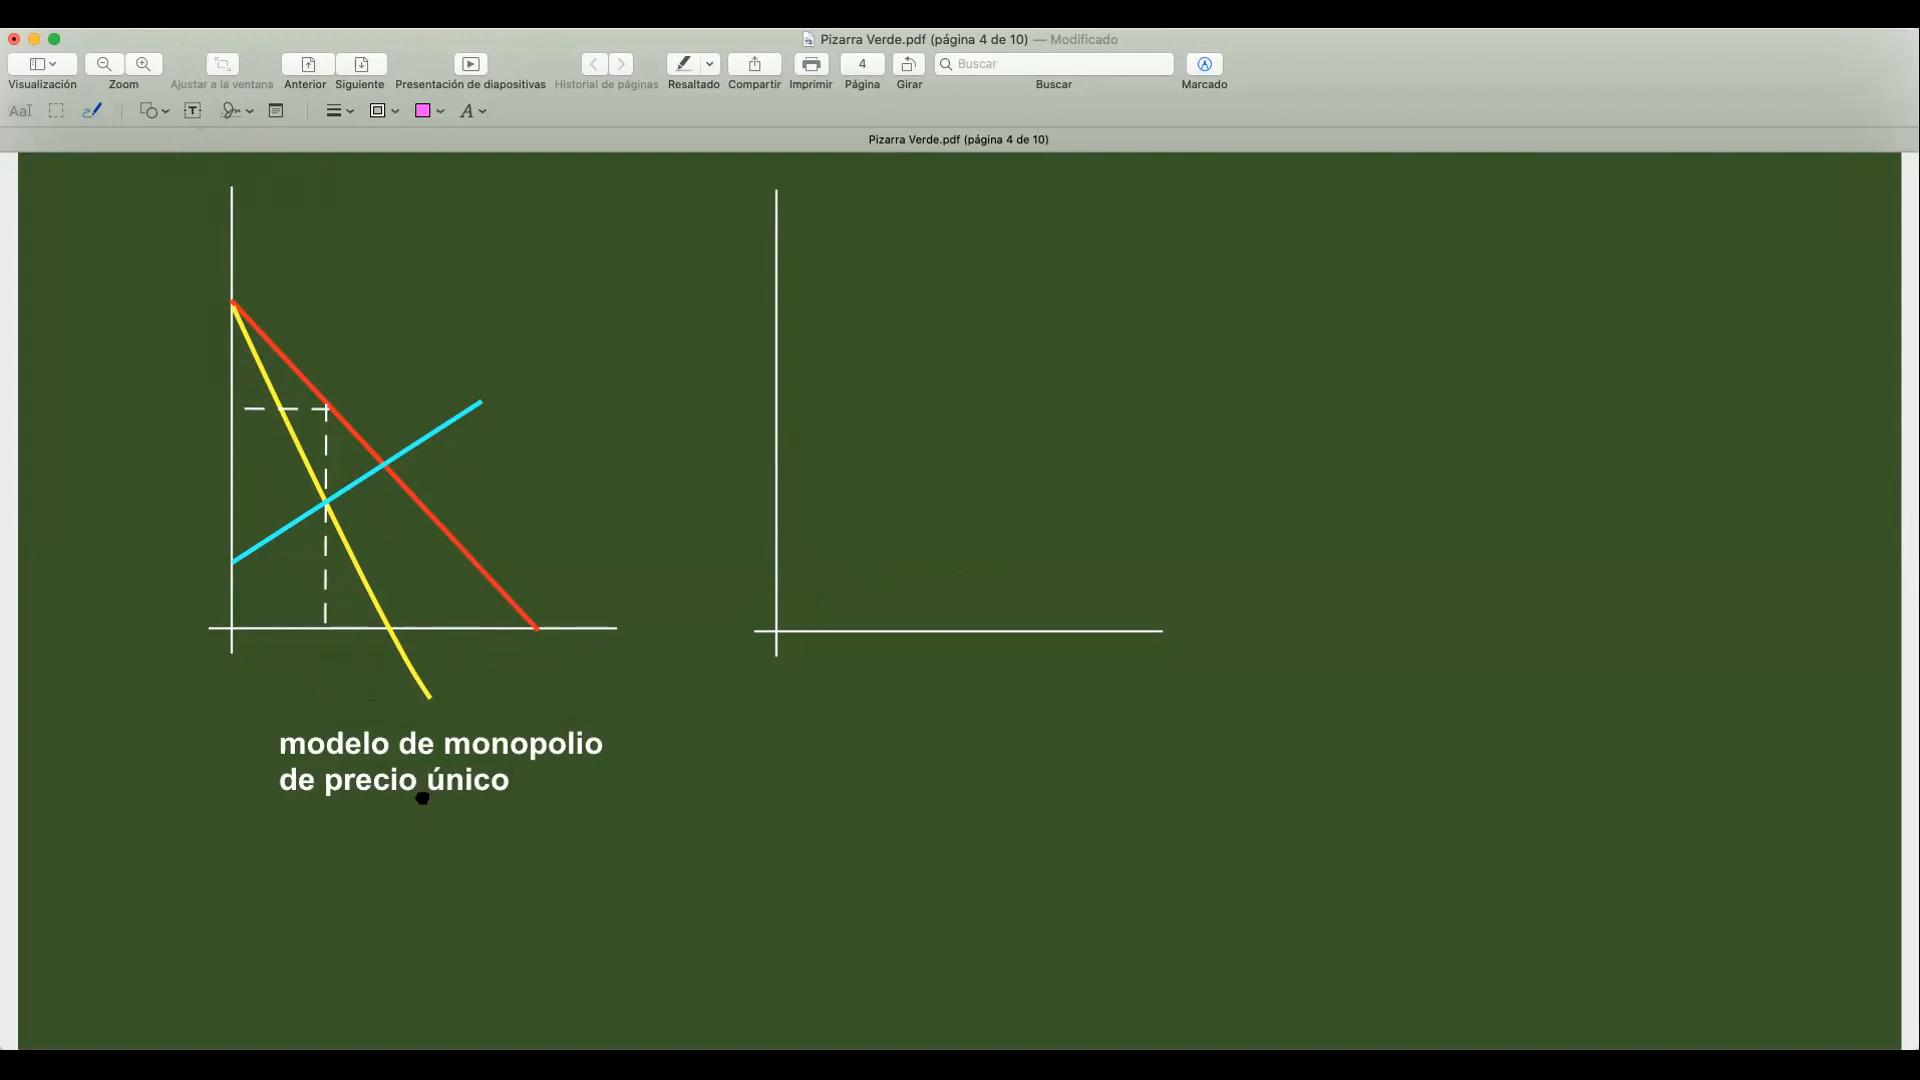 Pizarra Verde.pdf (página 4 de 10) — Modificado
4
Buscar
Visualización
Zoom
Ajustar a la ventana
Anterior
Siguiente
Presentación de diapositivas
Historial de páginas
Resaltado
Compartir
Imprimir
Página
Girar
Buscar
Marcado
AaI
T
A
Pizarra Verde.pdf (página 4 de 10)
modelo de monopolio
de precio único